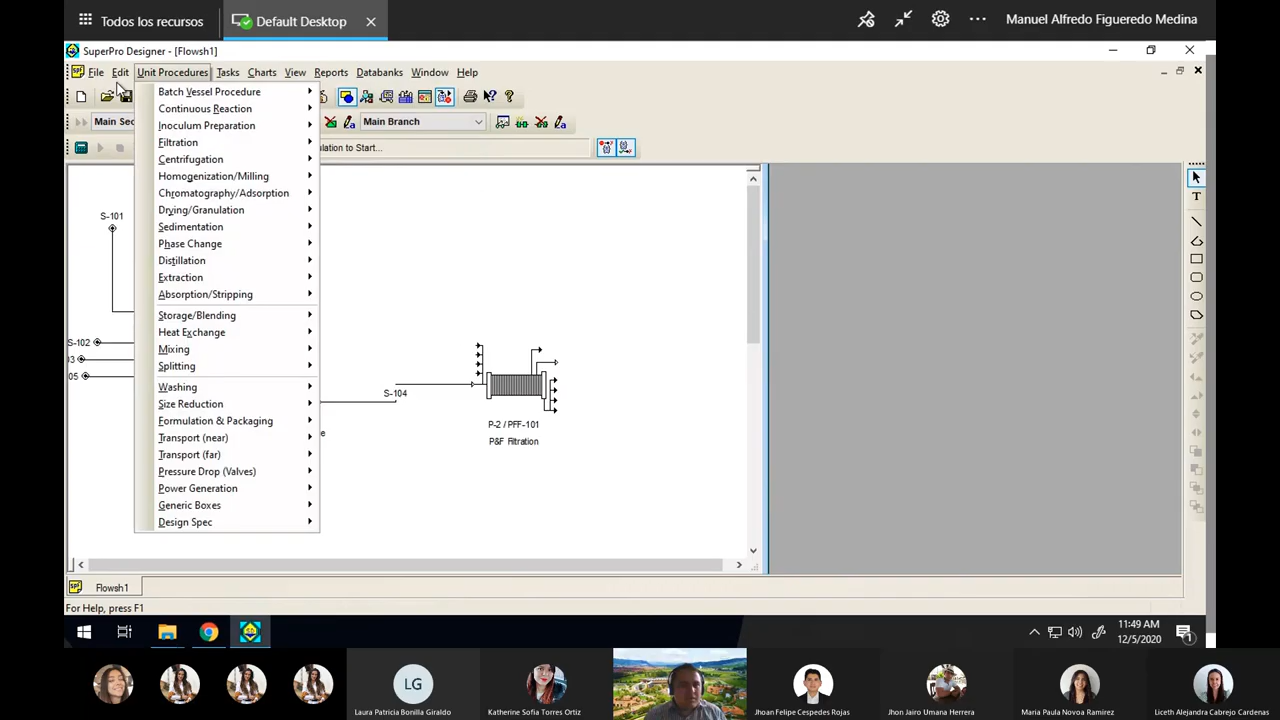 Todos los recursos
Default Desktop
Manuel Alfredo Figueredo Medina
SuperPro Designer - [Flowsh1]
File Edit Unit Procedures Tasks Charts View Reports Databanks Window Help
Main Sec
Main Branch
ulation to Start...
Batch Vessel Procedure
Continuous Reaction
Inoculum Preparation
Filtration
Centrifugation
Homogenization/Milling
Chromatography/Adsorption
Drying/Granulation
Sedimentation
Phase Change
Distillation
Extraction
Absorption/Stripping
Storage/Blending
Heat Exchange
Mixing
Splitting
Washing
Size Reduction
Formulation & Packaging
Transport (near)
Transport (far)
Pressure Drop (Valves)
Power Generation
Generic Boxes
Design Spec
S-101
S-102
03
05
S-104
e
P-2 / PFF-101
P&F Filtration
Flowsh1
For Help, press F1
11:49 AM
12/5/2020
1
LG
Laura Patricia Bonilla Giraldo
Katherine Sofia Torres Ortiz
Jhoan Felipe Cespedes Rojas
Jhon Jairo Umana Herrera
Maria Paula Novoa Ramirez
Liceth Alejandra Cabrejo Cardenas